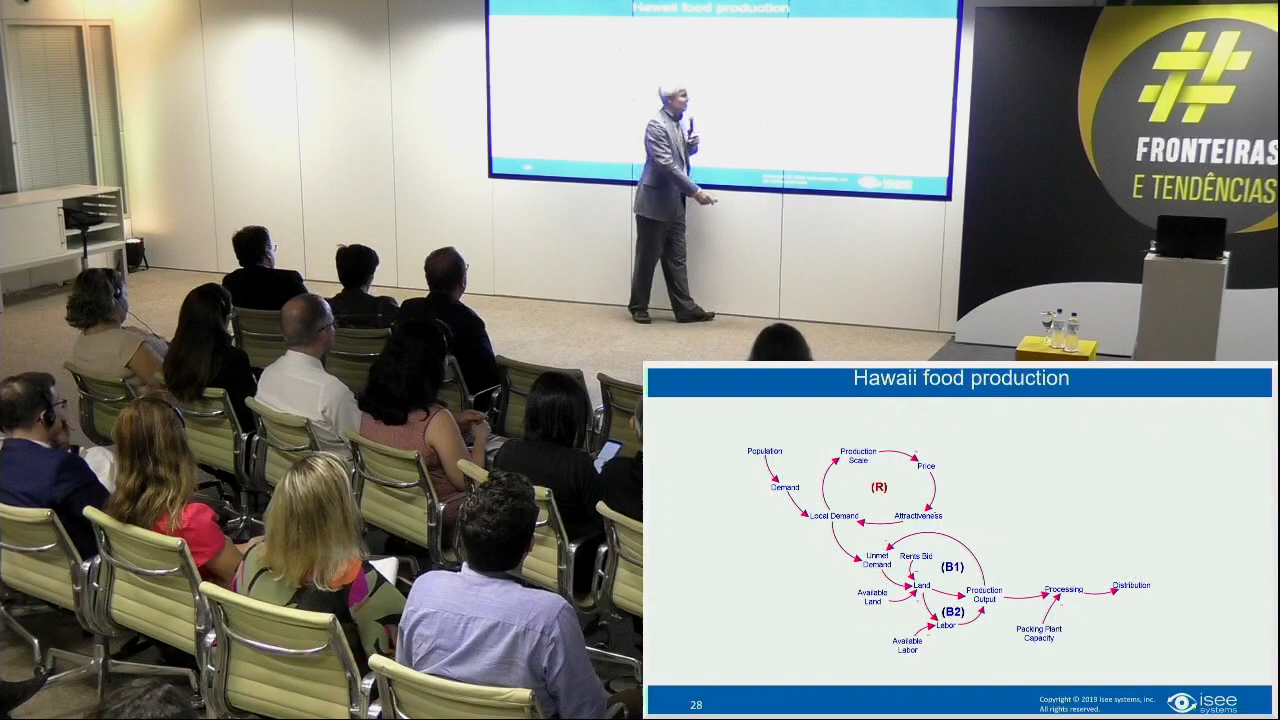 Hawaii food production
ISEE
#
FRONTEIRAS
E TENDÊNCIAS
Hawaii food production
Population
Production
Scale
Price
Demand
(R)
Local Demand
Attractiveness
Unmet
Demand
Rents Bid
(B1)
Land
Available
Land
Production
Output
Processing
Distribution
(B2)
Labor
Available
Labor
Packing Plant
Capacity
28
Copyright © 2019 isee systems, inc.
All rights reserved.
isee
systems